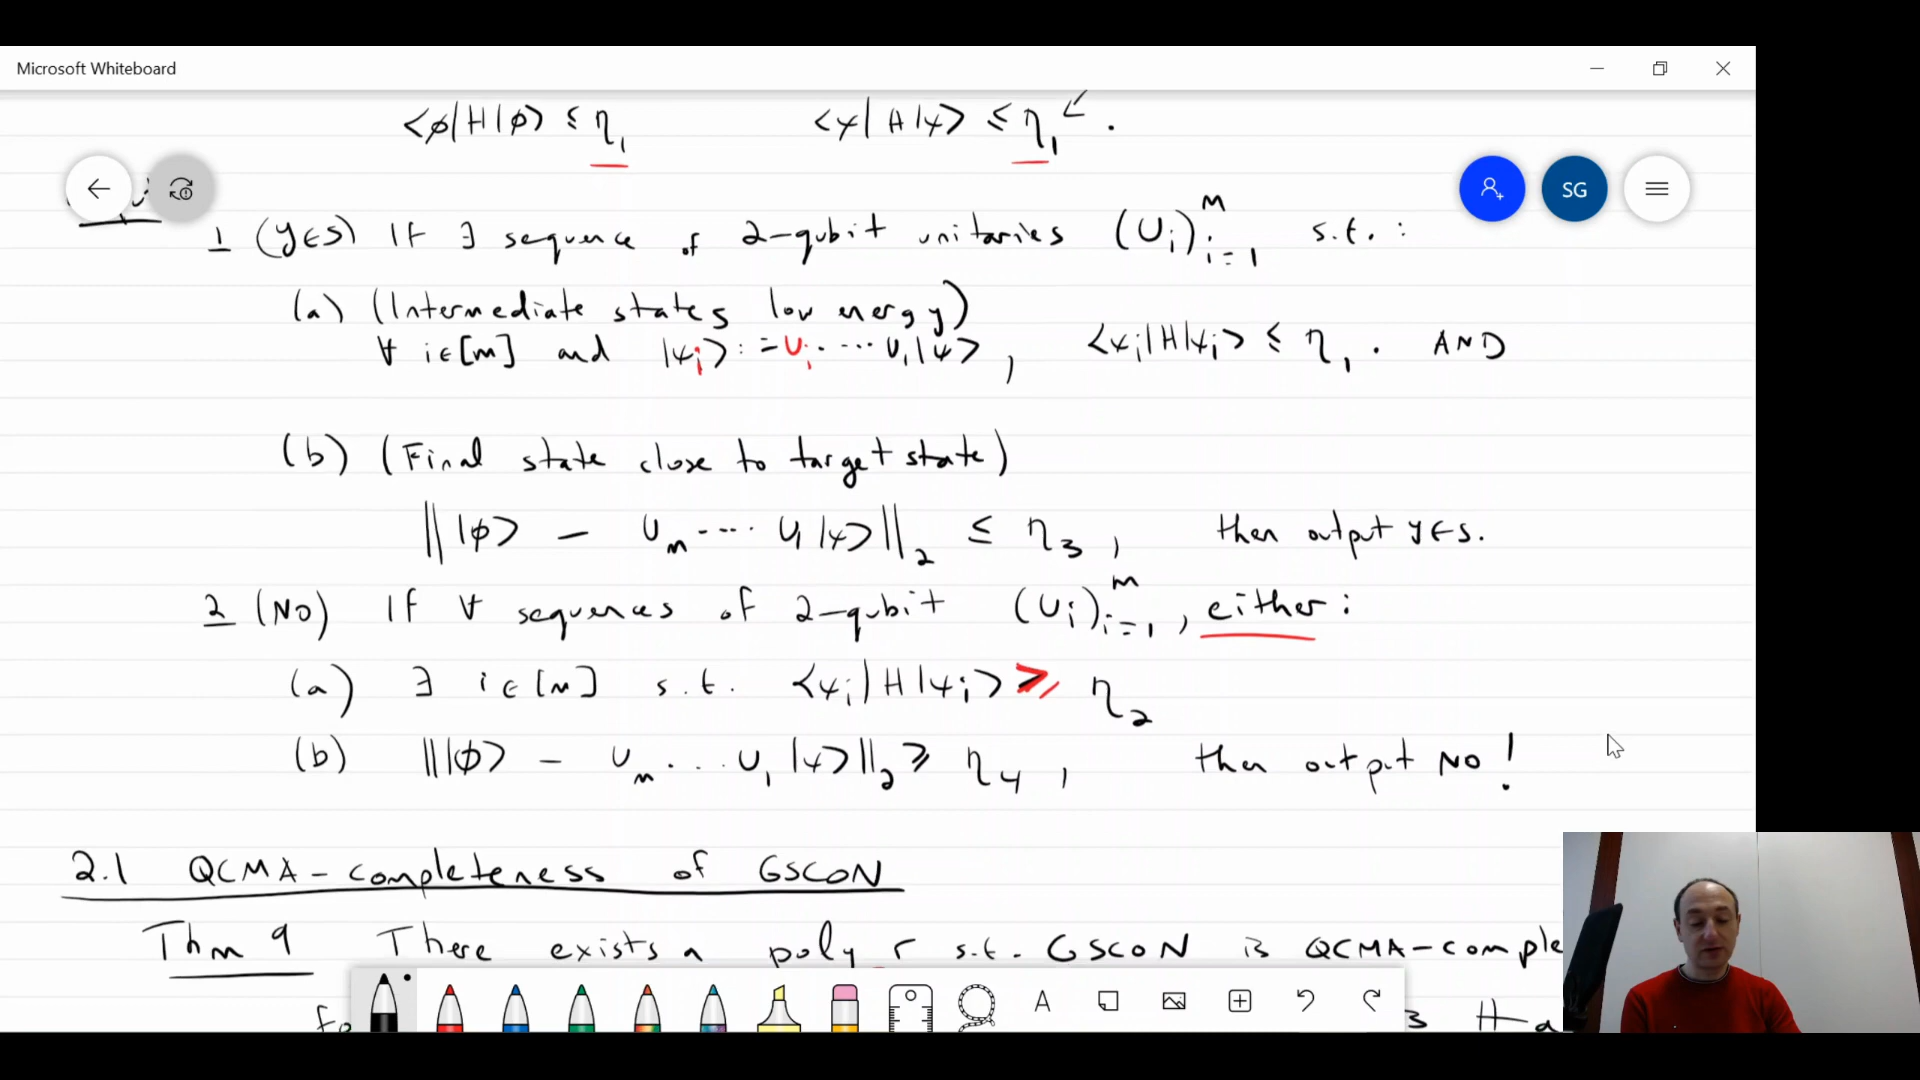 Microsoft Whiteboard
<φ|H|φ> ≤ η₁ <ψ|H|ψ> ≤ η₁.
SG
1 (YES) If ∃ sequence of 2-qubit unitaries (Uᵢ)ᵢ₌₁ᵐ s.t.:
(a) (Intermediate states low energy)
∀ i∈[m] and |ψᵢ> := Uᵢ ... U₁|ψ>, <ψᵢ|H|ψᵢ> ≤ η₁. AND
(b) (Final state close to target state)
|| |φ> - Uₘ ... U₁|ψ> ||₂ ≤ η₃, then output YES.
2 (NO) If ∀ sequences of 2-qubit (Uᵢ)ᵢ₌₁ᵐ, either:
(a) ∃ i∈[m] s.t. <ψᵢ|H|ψᵢ> ≥ η₂
(b) || |φ> - Uₘ ... U₁|ψ> ||₂ ≥ η₄, then output NO!
2.1 QCMA-completeness of GSCON
Thm 9 There exists a poly r s.t. GSCON is QCMA-comple